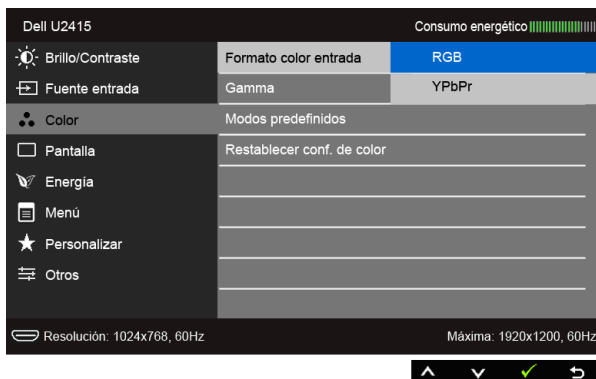 Dell U2415 Consumo energético
Brillo/Contraste Formato color entrada RGB
Fuente entrada Gamma YPbPr
Color Modos predefinidos
Pantalla Restablecer conf. de color
Energía
Menú
Personalizar
Otros
Resolución: 1024x768, 60Hz Máxima: 1920x1200, 60Hz